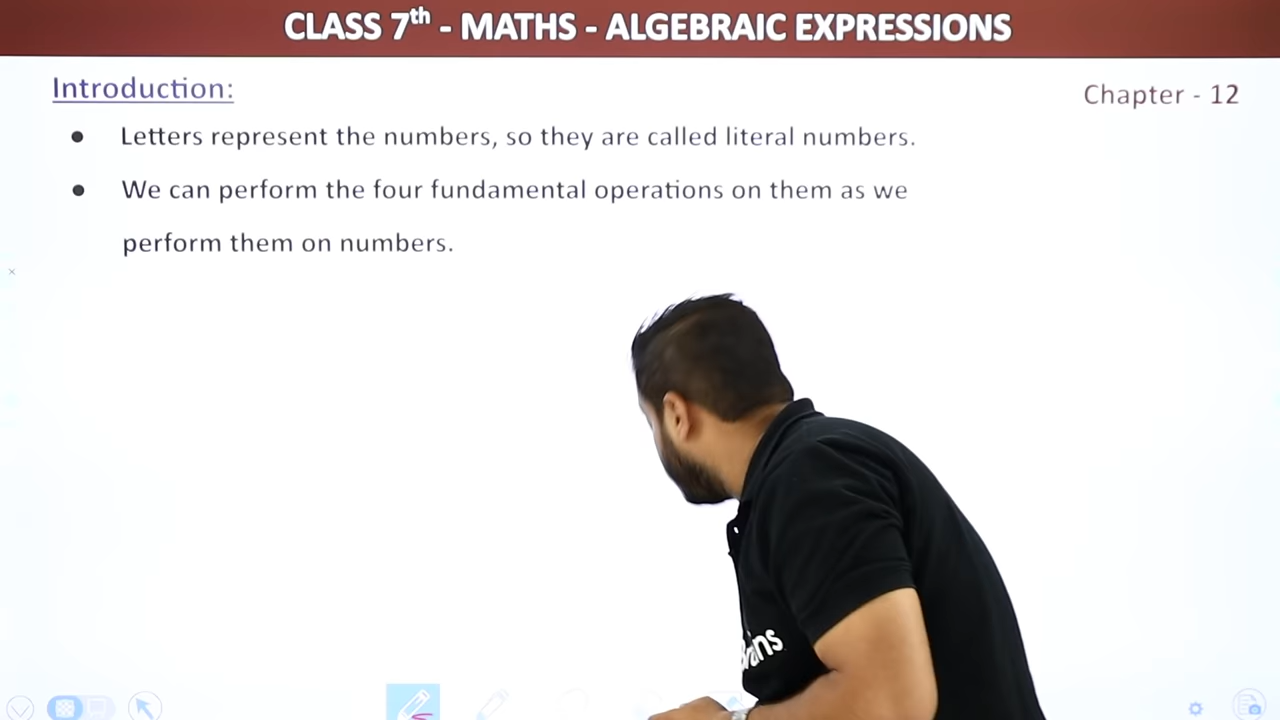 CLASS 7th - MATHS - ALGEBRAIC EXPRESSIONS
Introduction:
Chapter - 12
● Letters represent the numbers, so they are called literal numbers.
● We can perform the four fundamental operations on them as we
perform them on numbers.